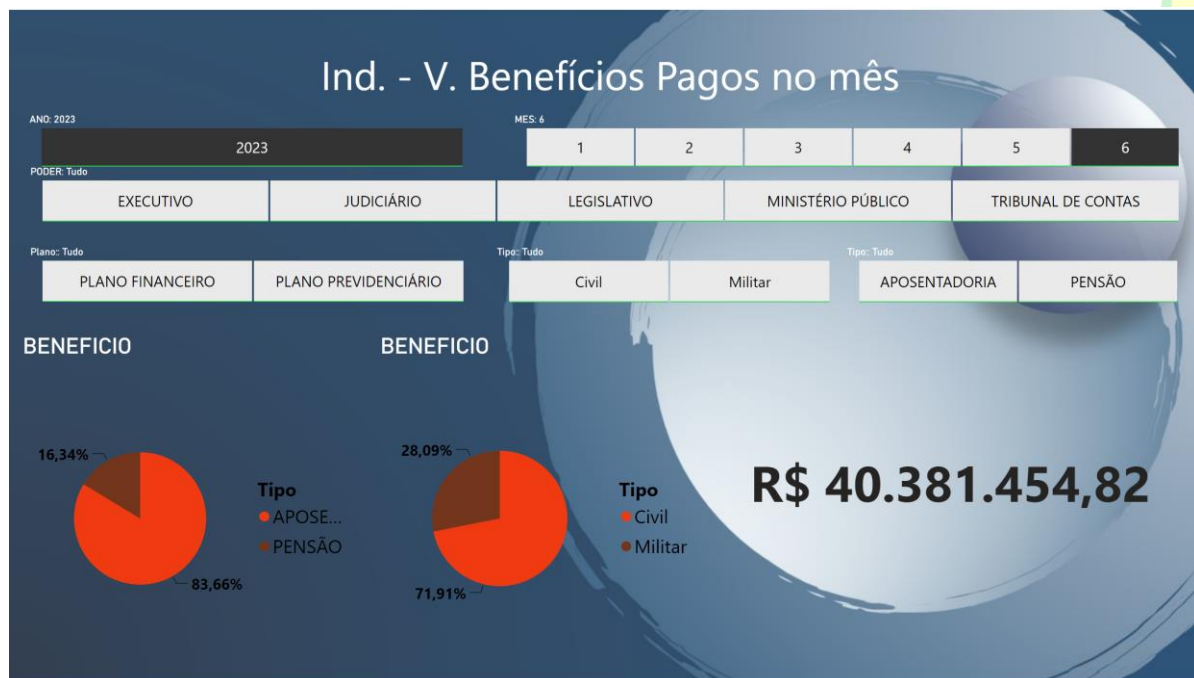 Ind. - V. Benefícios Pagos no mês
ANO: 2023
MES: 6
2023
1 2 3 4 5 6
PODER: Tudo
EXECUTIVO JUDICIÁRIO LEGISLATIVO MINISTÉRIO PÚBLICO TRIBUNAL DE CONTAS
Plano:: Tudo
Tipo: Tudo
Tipo: Tudo
PLANO FINANCEIRO PLANO PREVIDENCIÁRIO
Civil Militar
APOSENTADORIA PENSÃO
BENEFICIO
16,34%
83,66%
Tipo
APOSE...
PENSÃO
BENEFICIO
28,09%
71,91%
Tipo
Civil
Militar
R$ 40.381.454,82